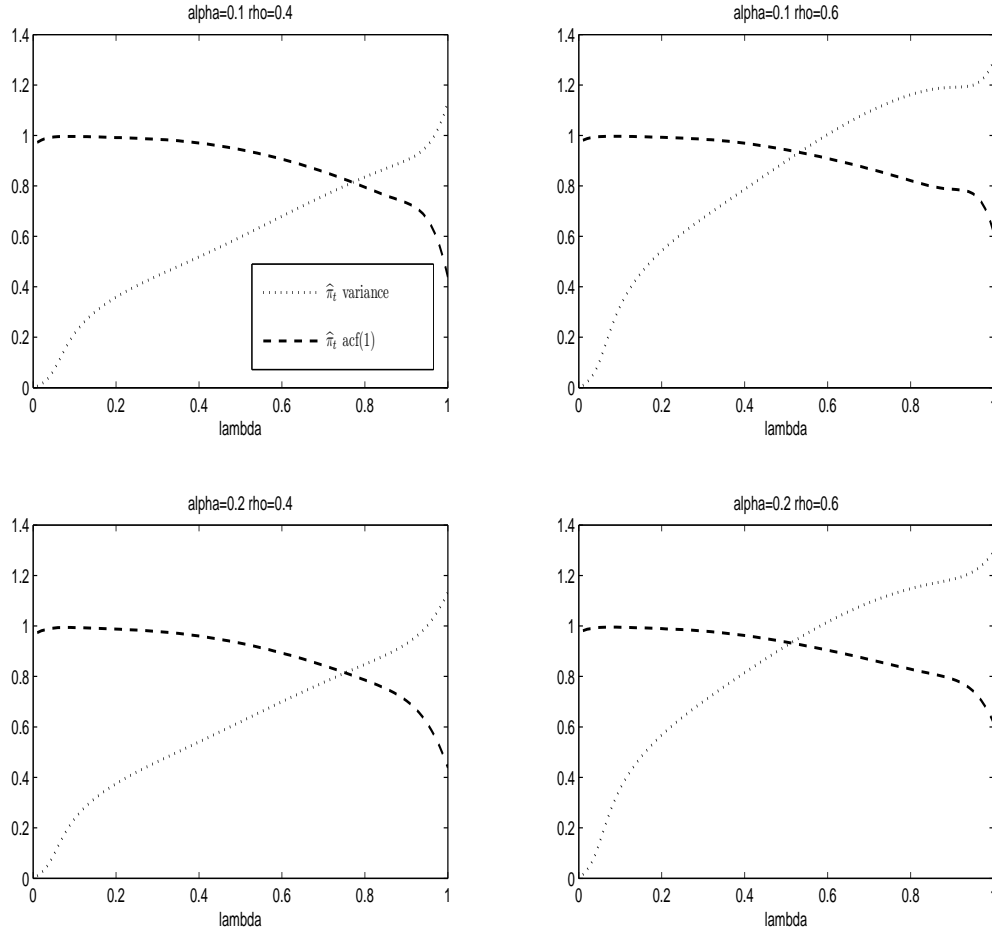 alpha=0.1 rho=0.4
1.4
1.2
1
0.8
0.6
0.4
0.2
0
0 0.2 0.4 0.6 0.8 1
lambda
π̂t variance
π̂t acf(1)
alpha=0.1 rho=0.6
1.4
1.2
1
0.8
0.6
0.4
0.2
0
0 0.2 0.4 0.6 0.8 1
lambda
alpha=0.2 rho=0.4
1.4
1.2
1
0.8
0.6
0.4
0.2
0
0 0.2 0.4 0.6 0.8 1
lambda
alpha=0.2 rho=0.6
1.4
1.2
1
0.8
0.6
0.4
0.2
0
0 0.2 0.4 0.6 0.8 1
lambda